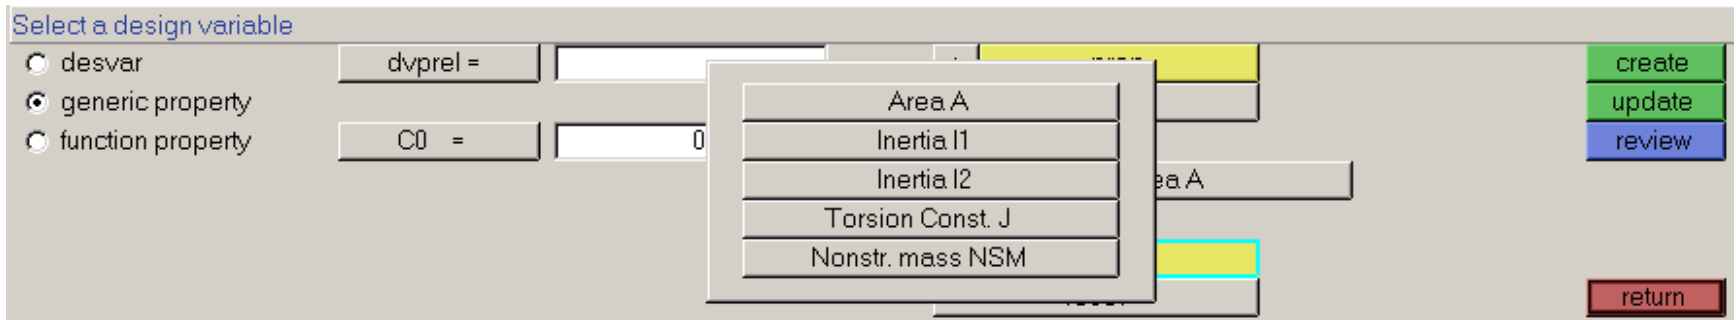 Select a design variable
desvar
dvprel =
create
generic property
update
function property
C0 =
0
review
Area A
Inertia I1
Inertia I2
Torsion Const. J
Nonstr. mass NSM
ea A
return